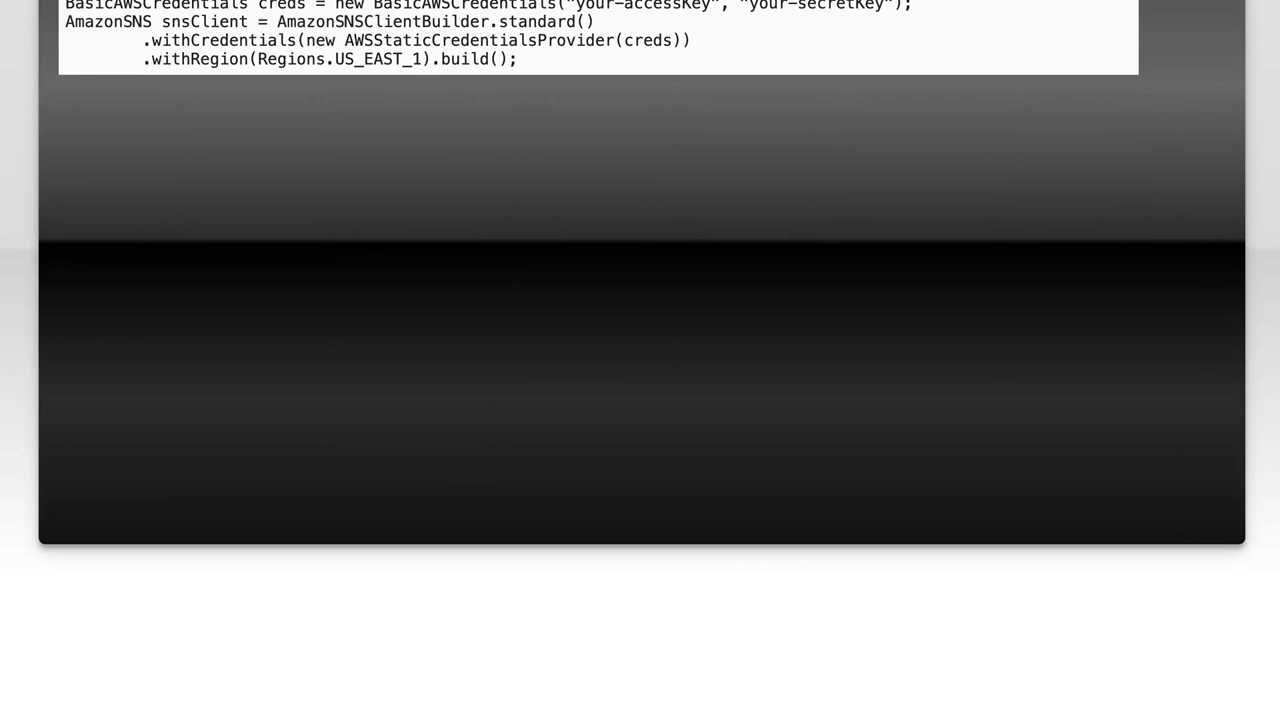 BasicAWSCredentials creds = new BasicAWSCredentials("your-accessKey", "your-secretKey");
AmazonSNS snsClient = AmazonSNSClientBuilder.standard()
.withCredentials(new AWSStaticCredentialsProvider(creds))
.withRegion(Regions.US_EAST_1).build();